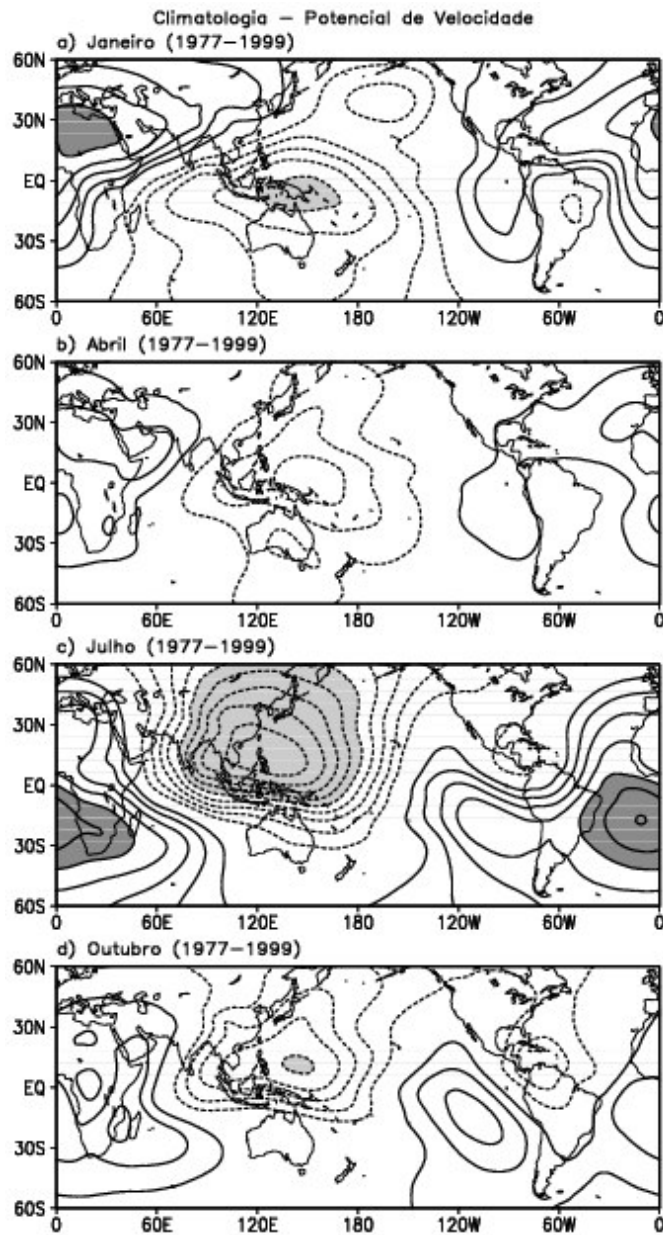 Climatologia – Potencial de Velocidade
a) Janeiro (1977–1999)
60N
30N
EQ
30S
60S
0 60E 120E 180 120W 60W 0
b) Abril (1977–1999)
60N
30N
EQ
30S
60S
0 60E 120E 180 120W 60W 0
c) Julho (1977–1999)
60N
30N
EQ
30S
60S
0 60E 120E 180 120W 60W 0
d) Outubro (1977–1999)
60N
30N
EQ
30S
60S
0 60E 120E 180 120W 60W 0